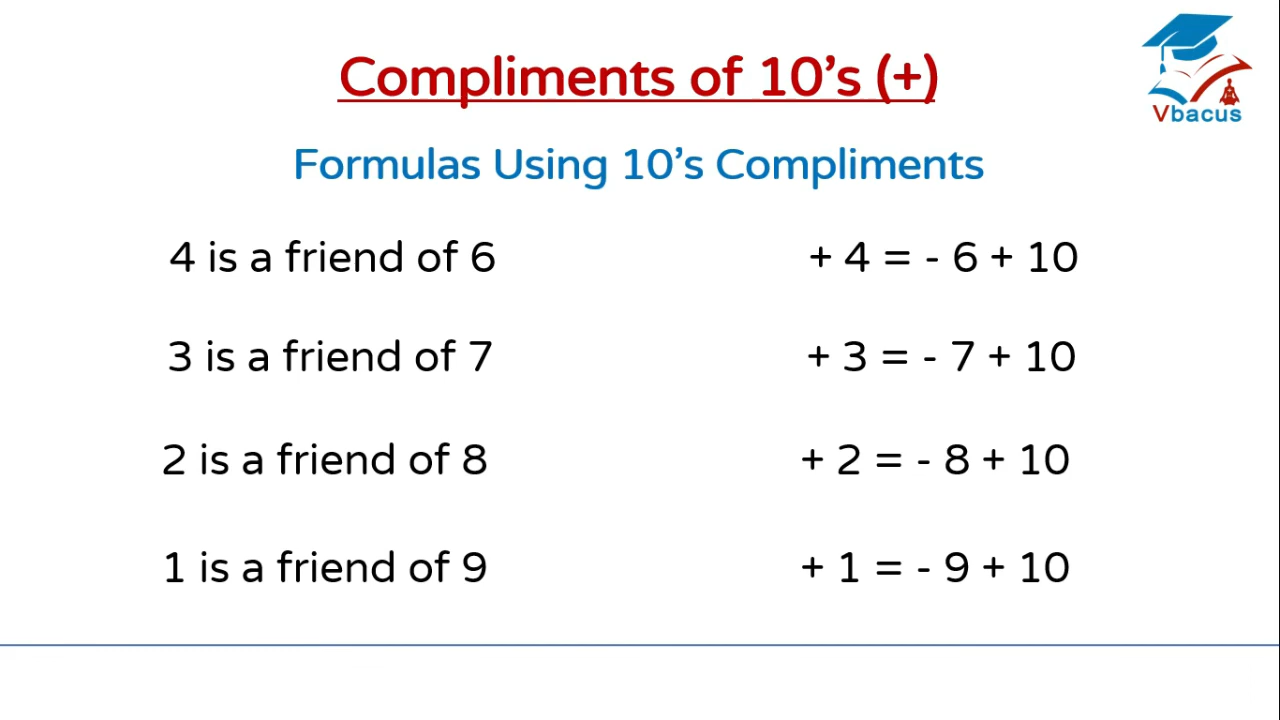 Compliments of 10's (+)
Vbacus
Formulas Using 10's Compliments
4 is a friend of 6
+ 4 = - 6 + 10
3 is a friend of 7
+ 3 = - 7 + 10
2 is a friend of 8
+ 2 = - 8 + 10
1 is a friend of 9
+ 1 = - 9 + 10